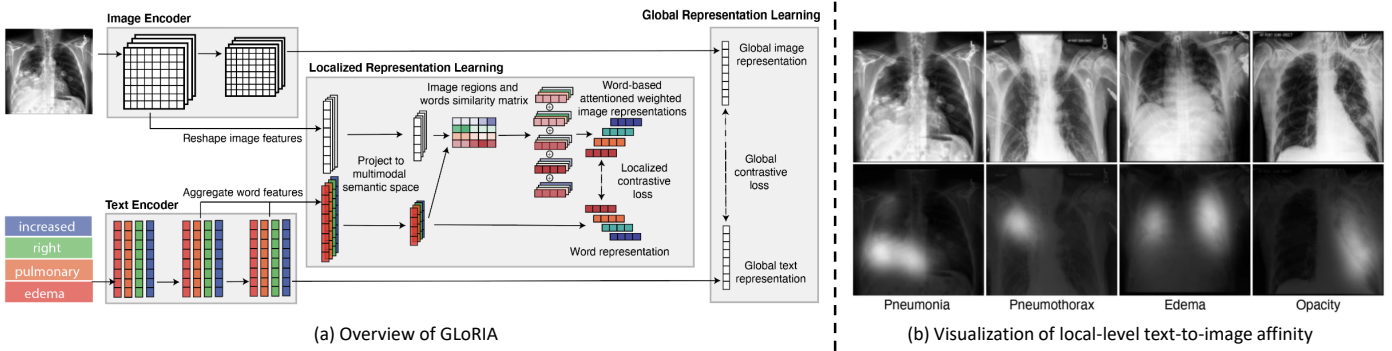 Image Encoder
Global Representation Learning
Global image
representation
Localized Representation Learning
Image regions and
words similarity matrix
Word-based
attentioned weighted
image representations
Reshape image features
Project to
multimodal
semantic space
Localized
contrastive
loss
Global
contrastive
loss
Aggregate word features
Text Encoder
increased
right
pulmonary
edema
Word representation
Global text
representation
(a) Overview of GLoRIA
Pneumonia
Pneumothorax
Edema
Opacity
(b) Visualization of local-level text-to-image affinity